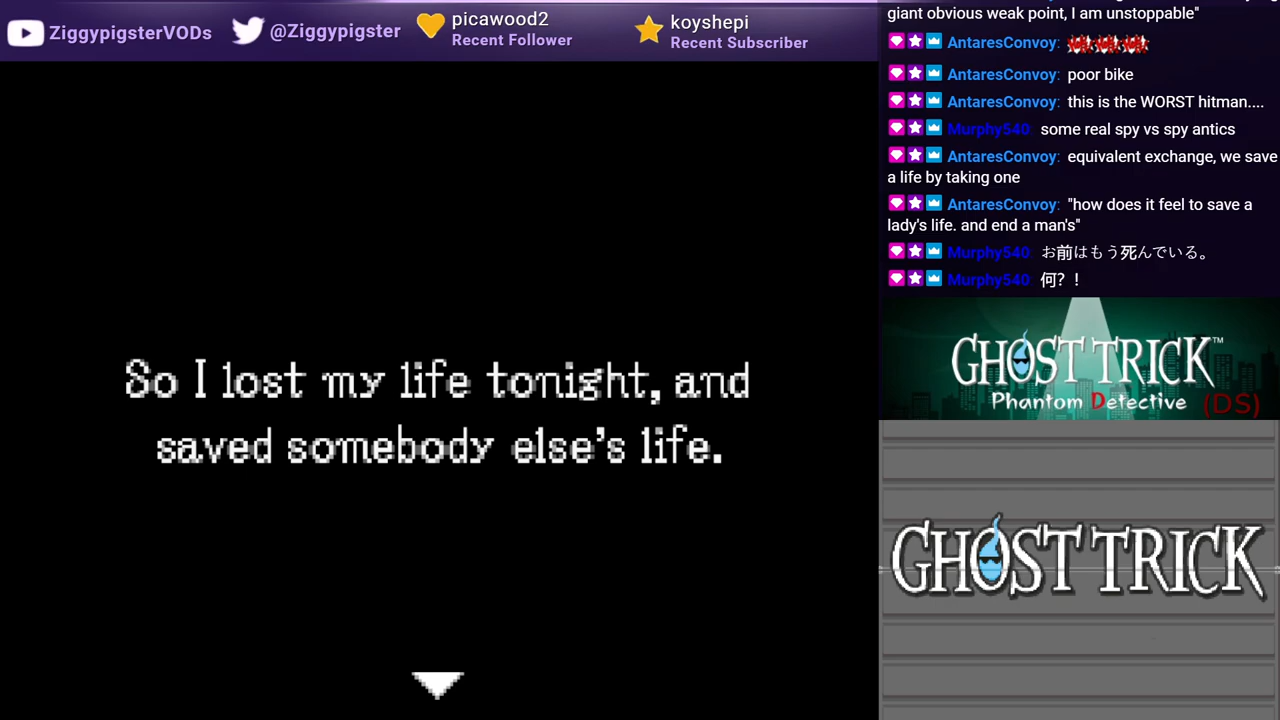 ZiggypigsterVODs
@Ziggypigster
picawood2
Recent Follower
koyshepi
Recent Subscriber
giant obvious weak point, I am unstoppable"
AntaresConvoy:
AntaresConvoy: poor bike
AntaresConvoy: this is the WORST hitman....
Murphy540: some real spy vs spy antics
AntaresConvoy: equivalent exchange, we save
a life by taking one
AntaresConvoy: "how does it feel to save a
lady's life. and end a man's"
Murphy540: お前はもう死んでいる。
Murphy540: 何？！
GHOST TRICK™
Phantom Detective (DS)
GHOST TRICK
So I lost my life tonight, and
saved somebody else's life.